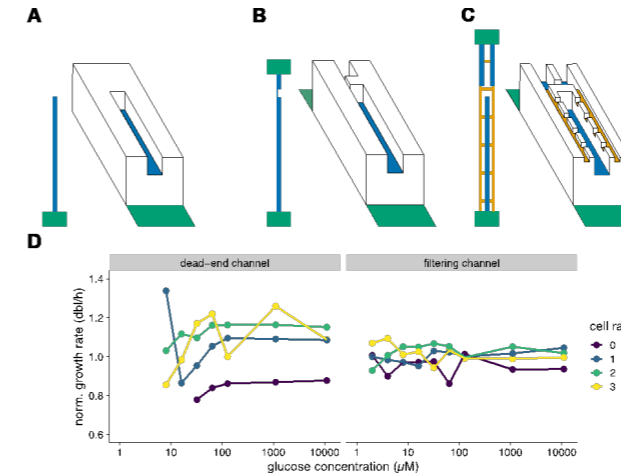 A
B
C
D
dead−end channel
filtering channel
1.4
1.2
1.0
0.8
0.6
norm. growth rate (dbl/h)
1 10 100 1000 10000
1 10 100 1000 10000
glucose concentration (µM)
cell ra
0
1
2
3